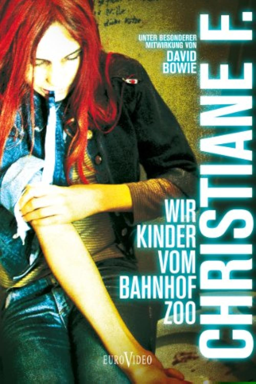 UNTER BESONDERER
MITWIRKUNG VON
DAVID
BOWIE
CHRISTIANE F.
WIR
KINDER
VOM
BAHNHOF
ZOO
EUROVIDEO